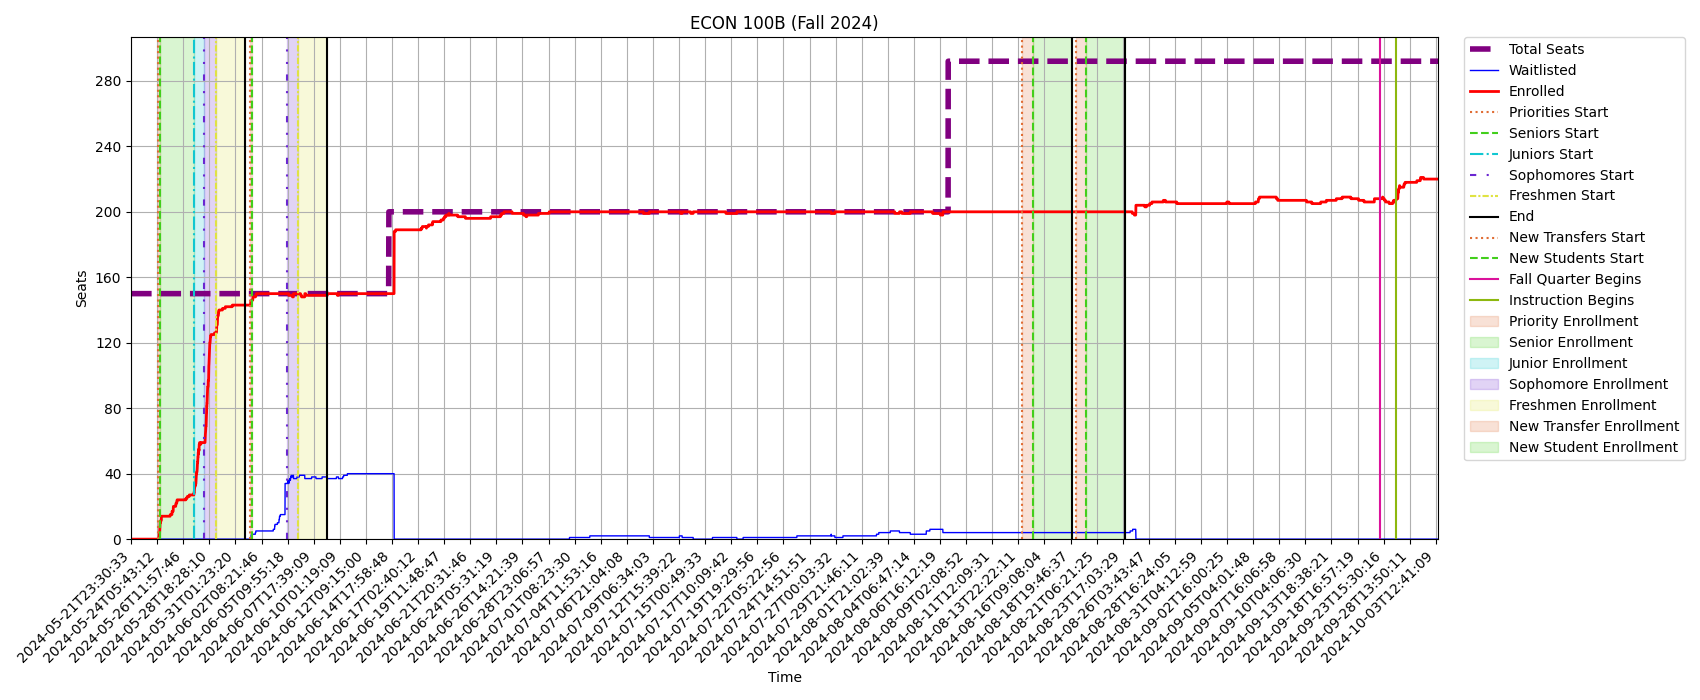 ECON 100B (Fall 2024)
Seats
280
240
200
160
120
80
40
0
2024-05-21T23:30:33
2024-05-24T05:43:12
2024-05-26T11:57:46
2024-05-28T18:28:10
2024-05-31T01:23:20
2024-06-02T08:21:46
2024-06-05T09:55:18
2024-06-07T17:39:09
2024-06-10T01:19:09
2024-06-12T09:15:00
2024-06-14T17:58:48
2024-06-17T02:40:12
2024-06-19T11:48:47
2024-06-21T20:31:46
2024-06-24T05:31:19
2024-06-26T14:21:39
2024-06-28T23:06:57
2024-07-01T08:23:30
2024-07-04T11:53:16
2024-07-06T21:04:08
2024-07-09T06:34:03
2024-07-12T15:39:22
2024-07-15T00:49:33
2024-07-17T10:09:42
2024-07-19T19:29:56
2024-07-22T05:22:56
2024-07-24T14:51:51
2024-07-27T00:03:32
2024-07-29T21:46:11
2024-08-01T21:02:39
2024-08-04T06:47:14
2024-08-06T16:12:19
2024-08-09T02:08:52
2024-08-11T12:09:31
2024-08-13T22:22:11
2024-08-16T09:08:04
2024-08-18T19:46:37
2024-08-21T06:21:25
2024-08-23T17:03:29
2024-08-26T03:43:47
2024-08-28T16:24:05
2024-08-31T04:12:59
2024-09-02T16:00:25
2024-09-05T04:01:48
2024-09-07T16:06:58
2024-09-10T04:06:30
2024-09-13T18:38:21
2024-09-18T16:57:19
2024-09-23T15:30:16
2024-09-28T13:50:11
2024-10-03T12:41:09
Time
Total Seats
Waitlisted
Enrolled
Priorities Start
Seniors Start
Juniors Start
Sophomores Start
Freshmen Start
End
New Transfers Start
New Students Start
Fall Quarter Begins
Instruction Begins
Priority Enrollment
Senior Enrollment
Junior Enrollment
Sophomore Enrollment
Freshmen Enrollment
New Transfer Enrollment
New Student Enrollment